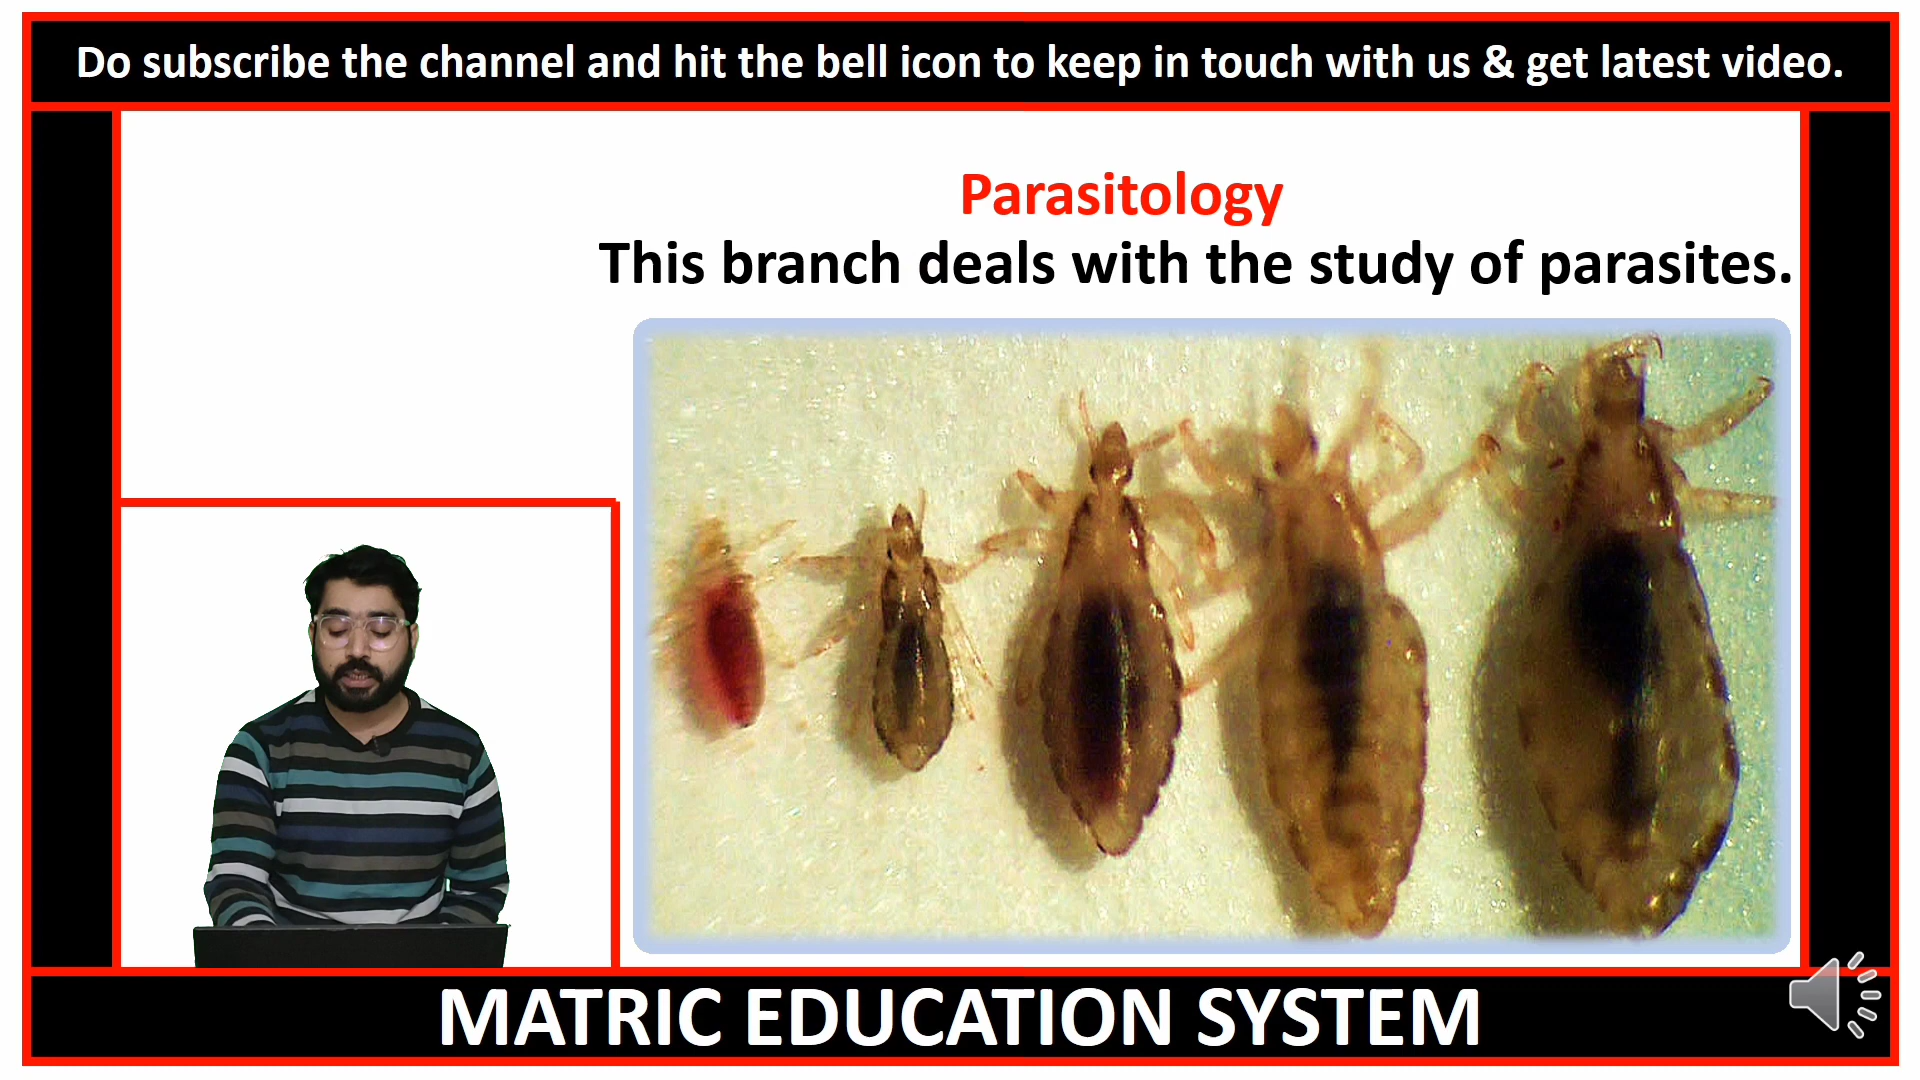 Do subscribe the channel and hit the bell icon to keep in touch with us & get latest video.
Parasitology
This branch deals with the study of parasites.
MATRIC EDUCATION SYSTEM